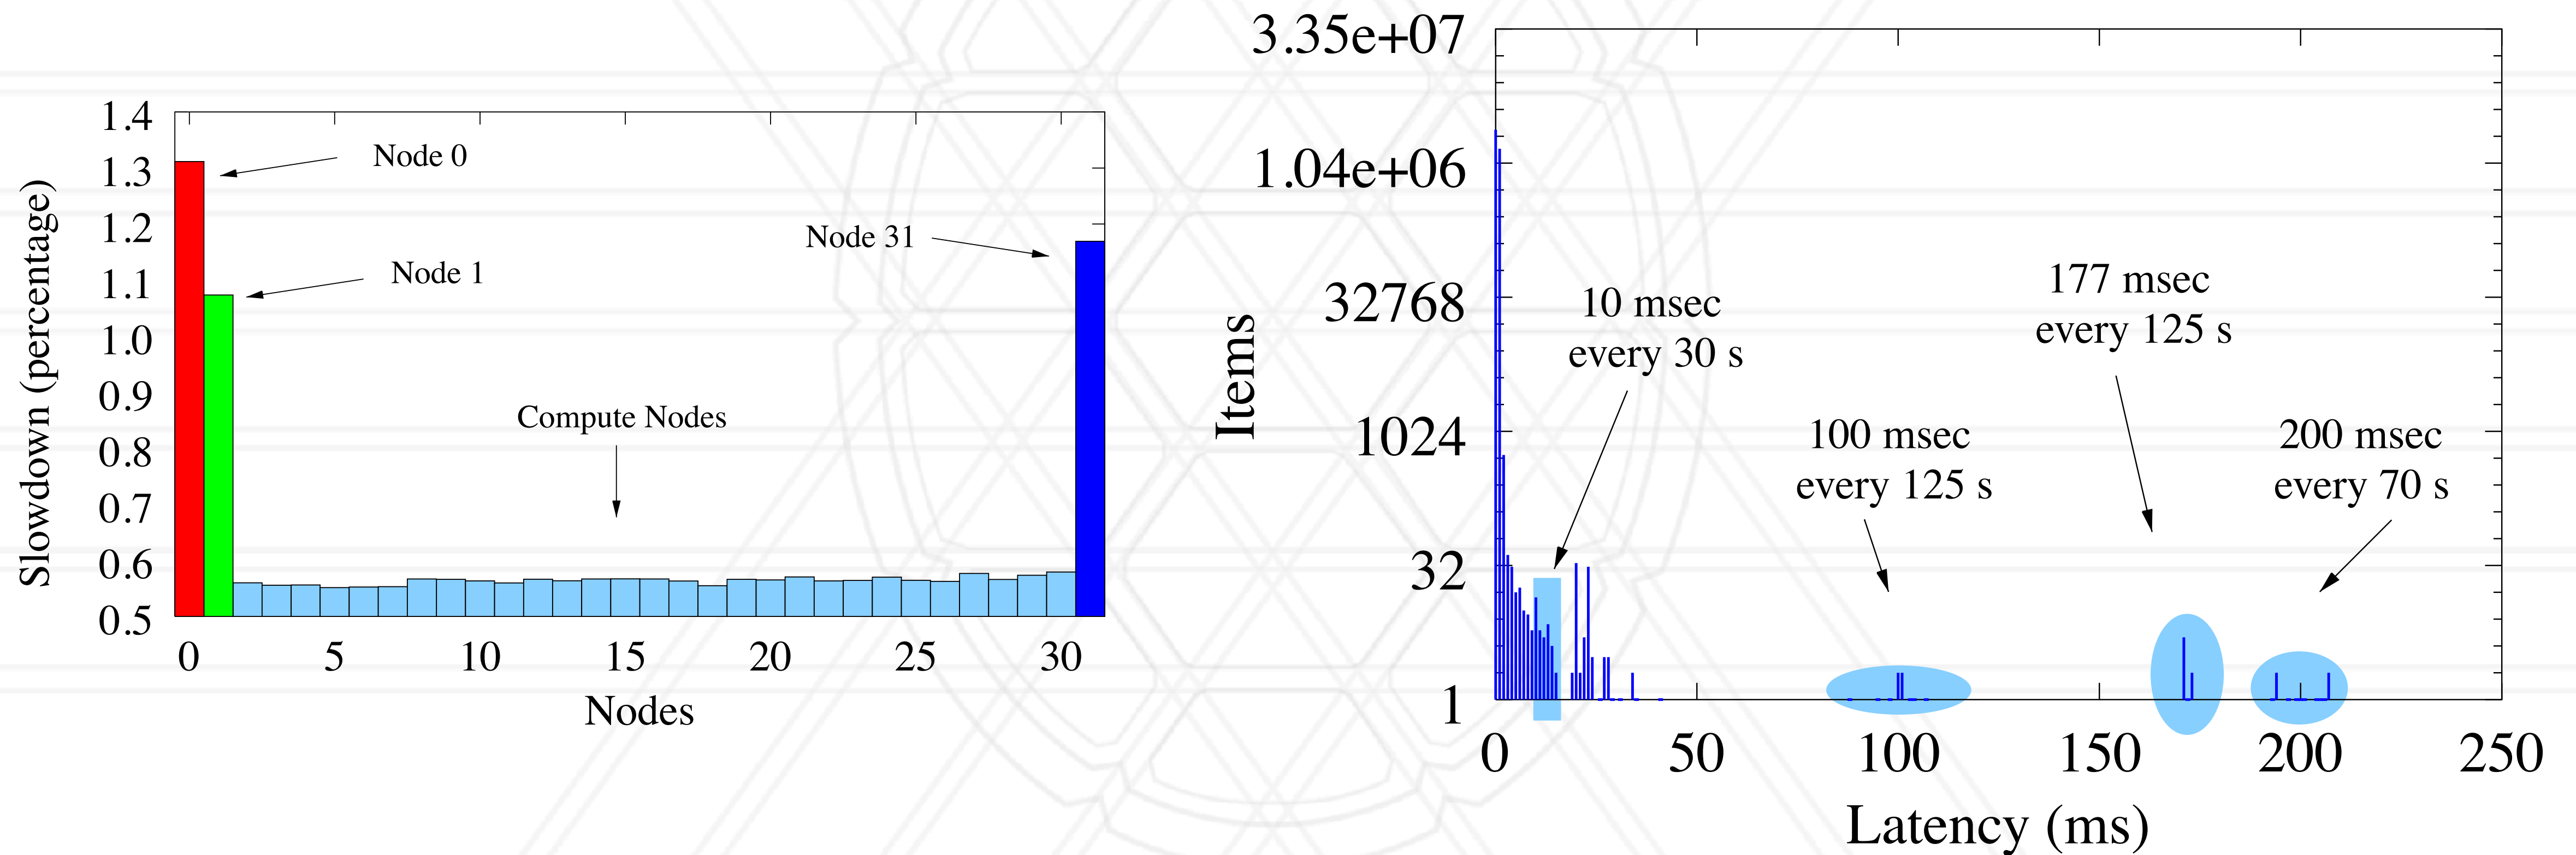 Slowdown (percentage)
1.4
1.3
1.2
1.1
1.0
0.9
0.8
0.7
0.6
0.5
Node 0
Node 1
Node 31
Compute Nodes
0 5 10 15 20 25 30
Nodes
Items
3.35e+07
1.04e+06
32768
1024
32
1
10 msec
every 30 s
100 msec
every 125 s
177 msec
every 125 s
200 msec
every 70 s
0 50 100 150 200 250
Latency (ms)